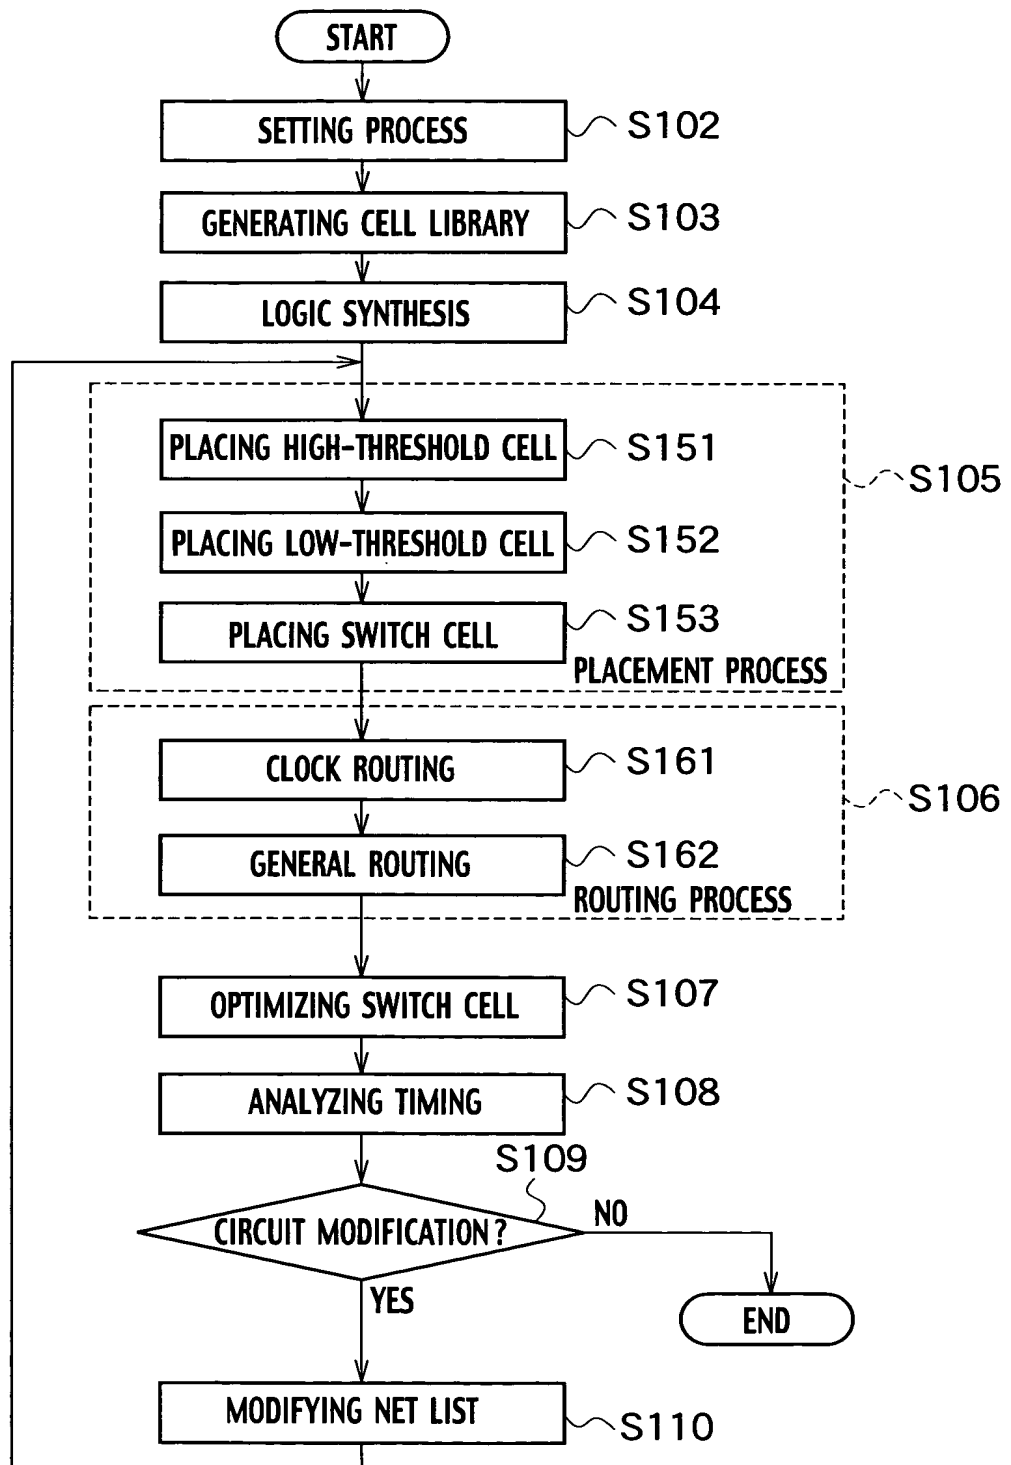 START
SETTING PROCESS
S102
GENERATING CELL LIBRARY
S103
LOGIC SYNTHESIS
S104
PLACING HIGH-THRESHOLD CELL
S151
S105
PLACING LOW-THRESHOLD CELL
S152
PLACING SWITCH CELL
S153
PLACEMENT PROCESS
CLOCK ROUTING
S161
S106
GENERAL ROUTING
S162
ROUTING PROCESS
OPTIMIZING SWITCH CELL
S107
ANALYZING TIMING
S108
S109
CIRCUIT MODIFICATION?
NO
YES
END
MODIFYING NET LIST
S110